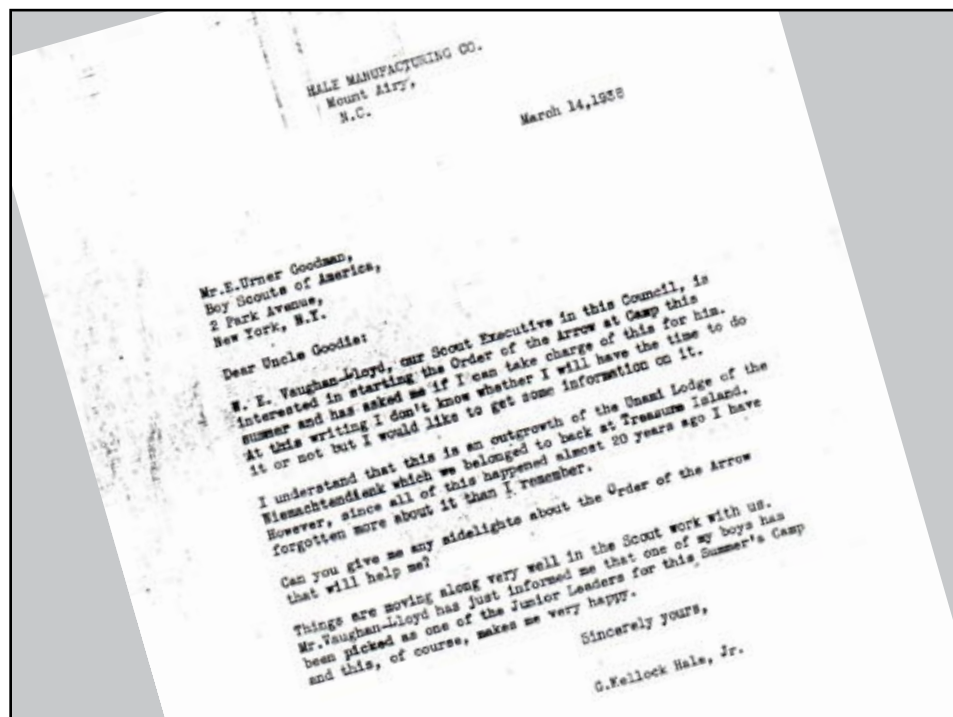 HALE MANUFACTURING CO.
Mount Airy,
N.C.
March 14,1938
Mr.E.Urner Goodman,
Boy Scouts of America,
2 Park Avenue,
New York, N.Y.
Dear Uncle Goodie:
W. E. Vaughan-Lloyd, our Scout Executive in this Council, is
interested in starting the Order of the Arrow at Camp this
summer and has asked me if I can take charge of this for him.
At this writing I don't know whether I will have the time to do
it or not but I would like to get some information on it.
I understand that this is an outgrowth of the Unami Lodge of the
Wiemachtendienk which we belonged to back at Treasure Island.
However, since all of this happened almost 20 years ago I have
forgotten more about it than I remember.
Can you give me any sidelights about the Order of the Arrow
that will help me?
Things are moving along very well in the Scout work with us.
Mr.Vaughan-Lloyd has just informed me that one of my boys has
been picked as one of the Junior Leaders for this Summer's Camp
and this, of course, makes me very happy.
Sincerely yours,
G.Kellock Hale, Jr.